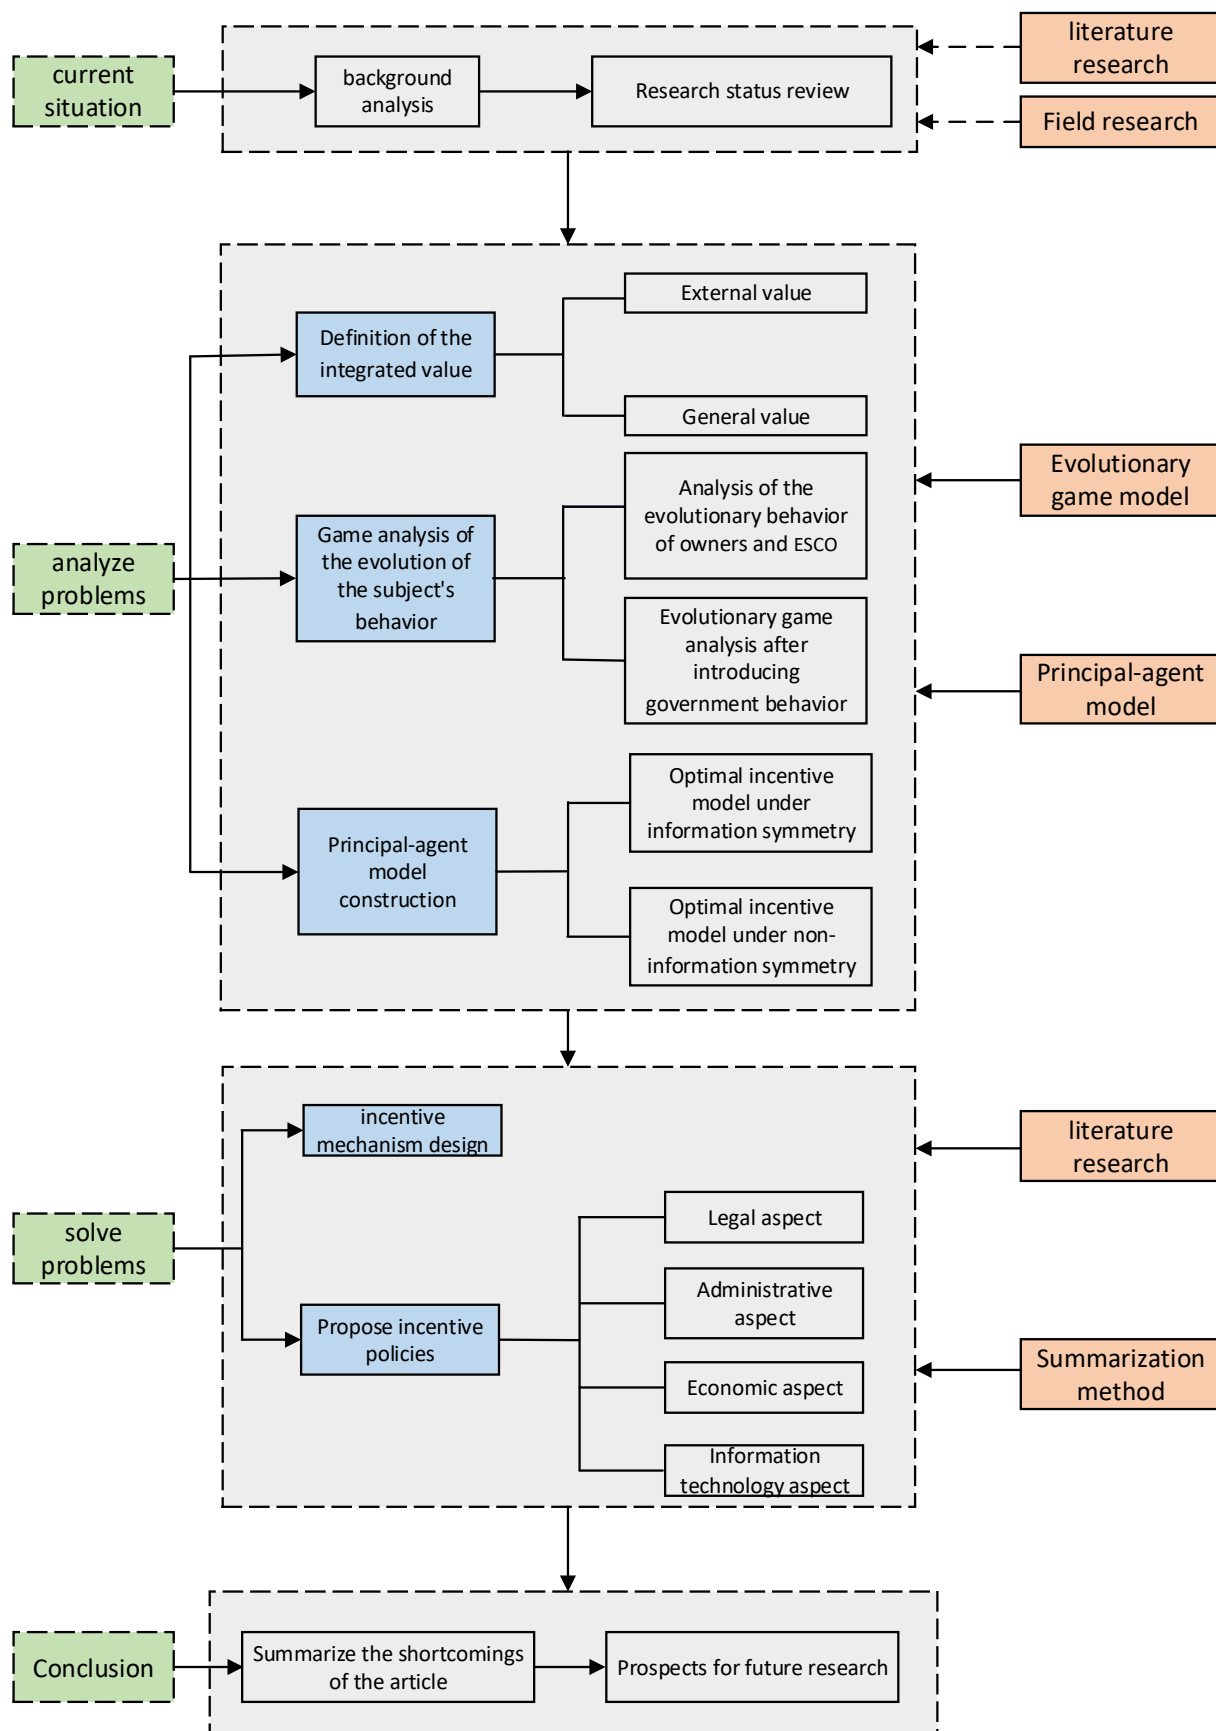 literature
research
current
situation
background
analysis
Research status review
Field research
External value
Definition of the
integrated value
General value
Evolutionary
game model
Analysis of the
evolutionary behavior
of owners and ESCO
analyze
problems
Game analysis of
the evolution of
the subject's
behavior
Evolutionary game
analysis after
introducing
government behavior
Principal-agent
model
Optimal incentive
model under
information symmetry
Principal-agent
model
construction
Optimal incentive
model under non-
information symmetry
incentive
mechanism design
literature
research
Legal aspect
solve
problems
Administrative
aspect
Propose incentive
policies
Economic aspect
Summarization
method
Information
technology aspect
Conclusion
Summarize the shortcomings
of the article
Prospects for future research